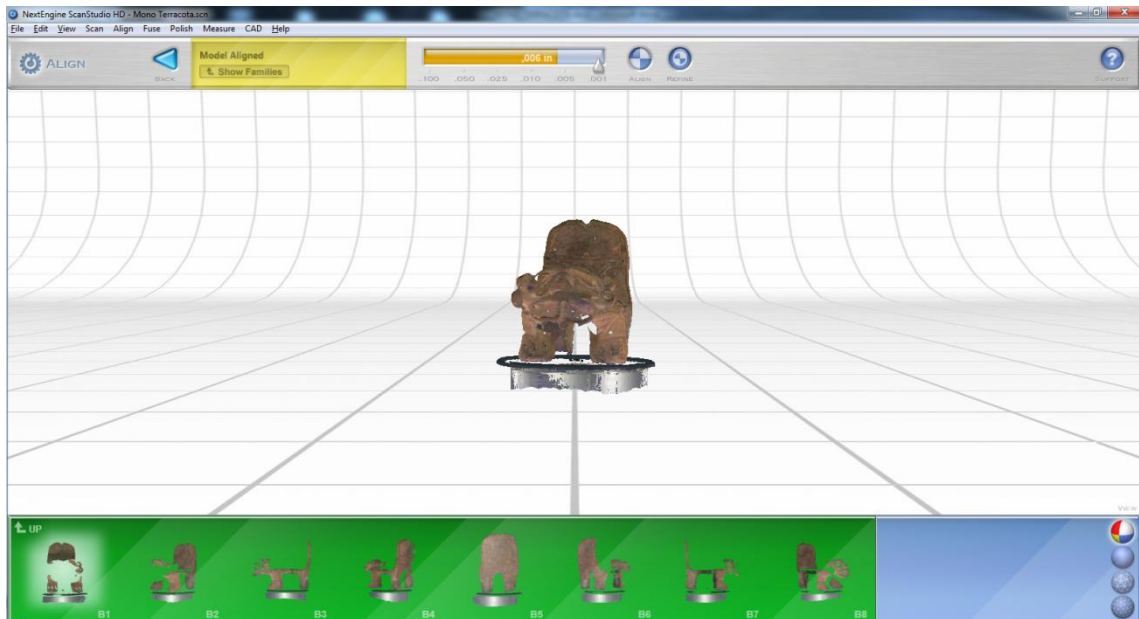 NextEngine ScanStudio HD - Mono Terracota.scn
File Edit View Scan Align Fuse Polish Measure CAD Help
ALIGN
BACK
Model Aligned
Show Families
.006 in
.100 .050 .025 .010 .005 .001
ALIGN
REFINE
SUPPORT
VIEW
UP
B1 B2 B3 B4 B5 B6 B7 B8